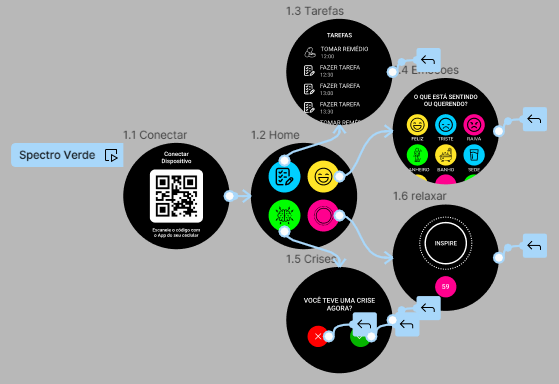 1.3 Tarefas
TAREFAS
TOMAR REMÉDIO
12:00
FAZER TAREFA
12:30
FAZER TAREFA
13:00
FAZER TAREFA
13:30
TOMAR REMÉ
.4 Emoções
O QUE ESTÁ SENTINDO
OU QUERENDO?
FELIZ
TRISTE
RAIVA
ANHEIRO
BANHO
SEDE
1.1 Conectar
Spectro Verde
Conectar
Dispositivo
Escaneie o código com
o App do seu celular
1.2 Home
1.6 relaxar
INSPIRE
59
1.5 Crises
VOCÊ TEVE UMA CRISE
AGORA?